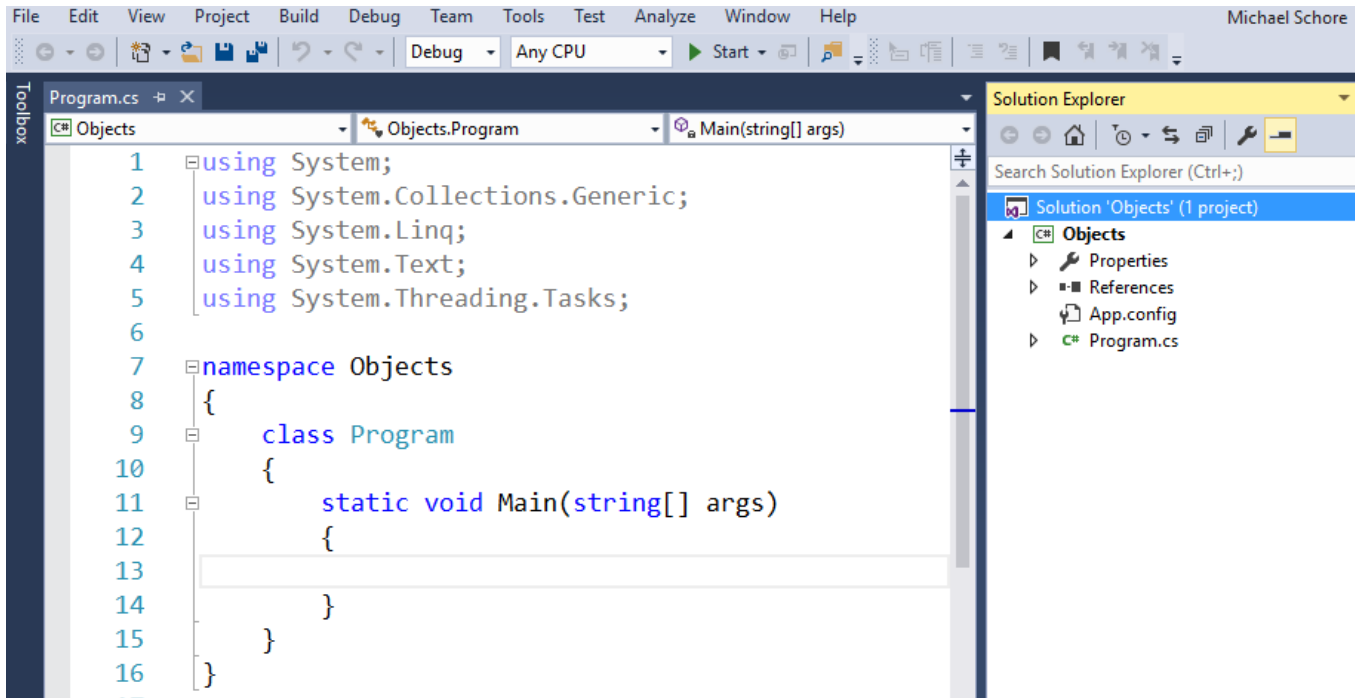 File Edit View Project Build Debug Team Tools Test Analyze Window Help Michael Schore
Debug Any CPU Start
Toolbox
Program.cs
C# Objects Objects.Program Main(string[] args)
1 using System;
2 using System.Collections.Generic;
3 using System.Linq;
4 using System.Text;
5 using System.Threading.Tasks;
6
7 namespace Objects
8 {
9 class Program
10 {
11 static void Main(string[] args)
12 {
13
14 }
15 }
16 }
Solution Explorer
Search Solution Explorer (Ctrl+;)
Solution 'Objects' (1 project)
C# Objects
Properties
References
App.config
C# Program.cs